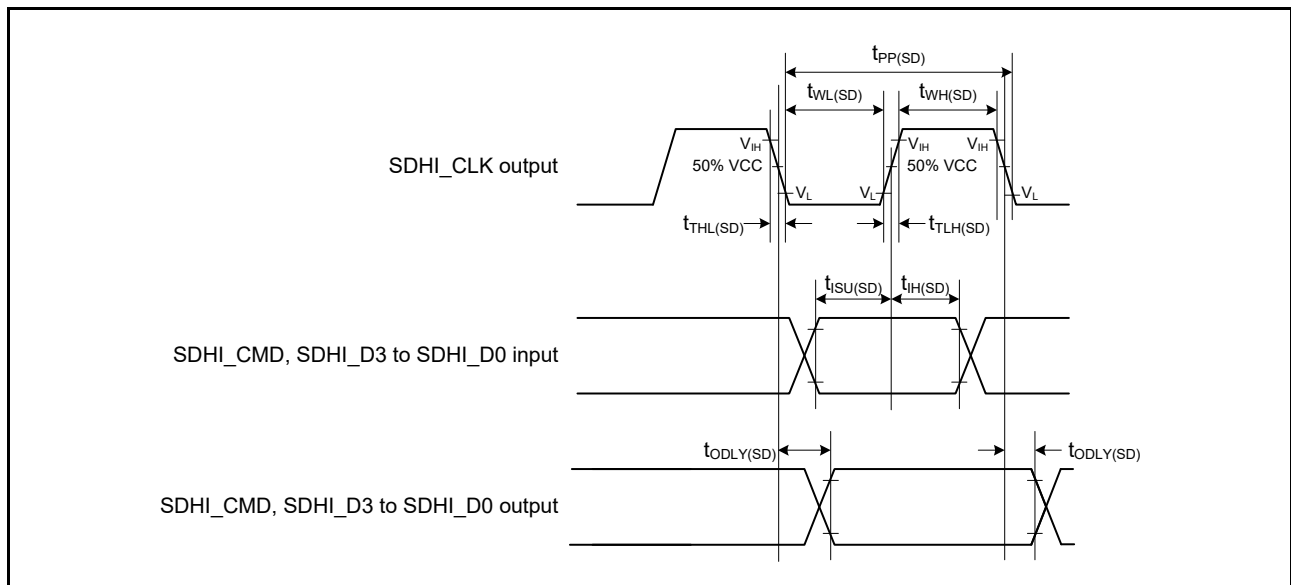 tPP(SD)
tWL(SD) tWH(SD)
SDHI_CLK output
VIH VIH VIH
50% VCC 50% VCC
VL VL VL
tTHL(SD) tTLH(SD)
tISU(SD) tIH(SD)
SDHI_CMD, SDHI_D3 to SDHI_D0 input
tODLY(SD) tODLY(SD)
SDHI_CMD, SDHI_D3 to SDHI_D0 output